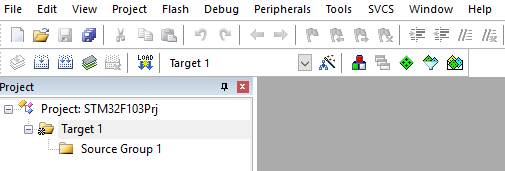 File Edit View Project Flash Debug Peripherals Tools SVCS Window Help
LOAD Target 1
Project
Project: STM32F103Prj
Target 1
Source Group 1